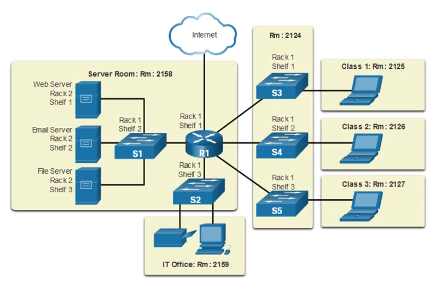 Internet
Server Room: Rm: 2158
Web Server
Rack 2
Shelf 1
Email Server
Rack 2
Shelf 2
File Server
Rack 2
Shelf 3
Rack 1
Shelf 2
S1
Rack 1
Shelf 1
R1
Rack 1
Shelf 3
S2
IT Office: Rm: 2159
Rm: 2124
Rack 1
Shelf 1
S3
Rack 1
Shelf 2
S4
Rack 1
Shelf 3
S5
Class 1: Rm: 2125
Class 2: Rm: 2126
Class 3: Rm: 2127